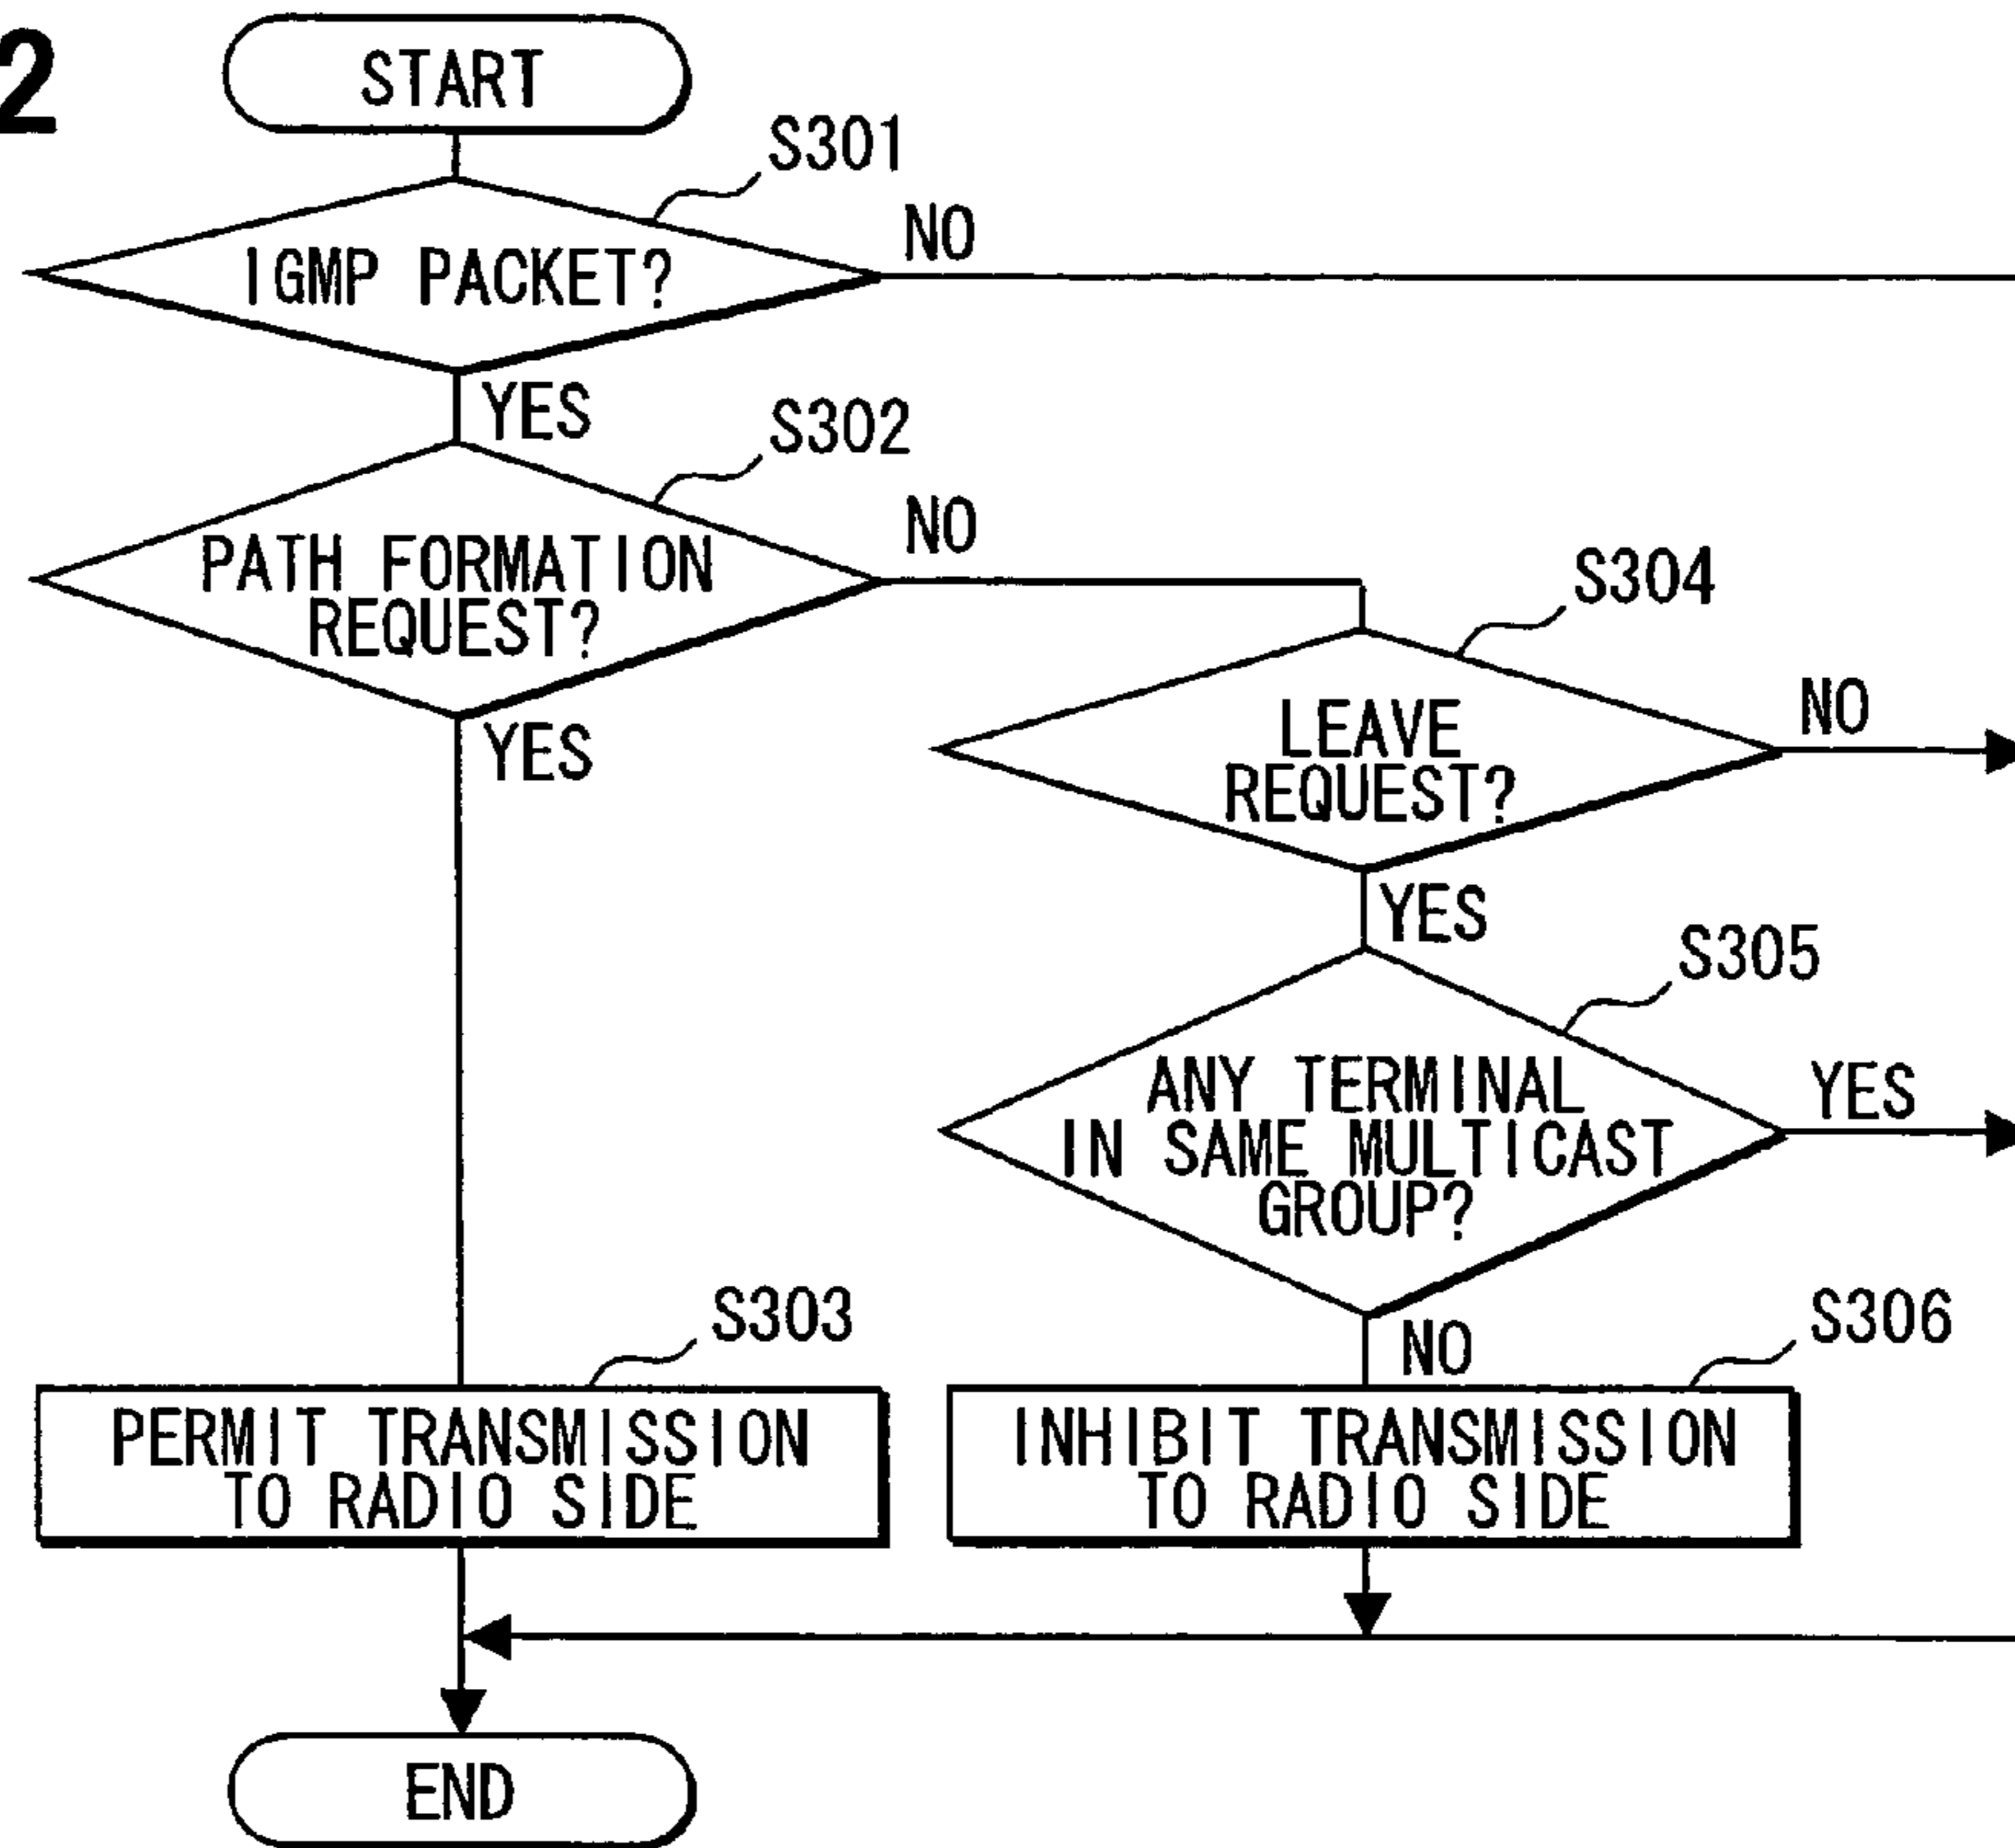 2
START
S301
IGMP PACKET?
NO
YES
S302
PATH FORMATION
REQUEST?
NO
YES
S304
LEAVE
REQUEST?
NO
YES
S305
ANY TERMINAL
IN SAME MULTICAST
GROUP?
YES
NO
S303
PERMIT TRANSMISSION
TO RADIO SIDE
S306
INHIBIT TRANSMISSION
TO RADIO SIDE
END